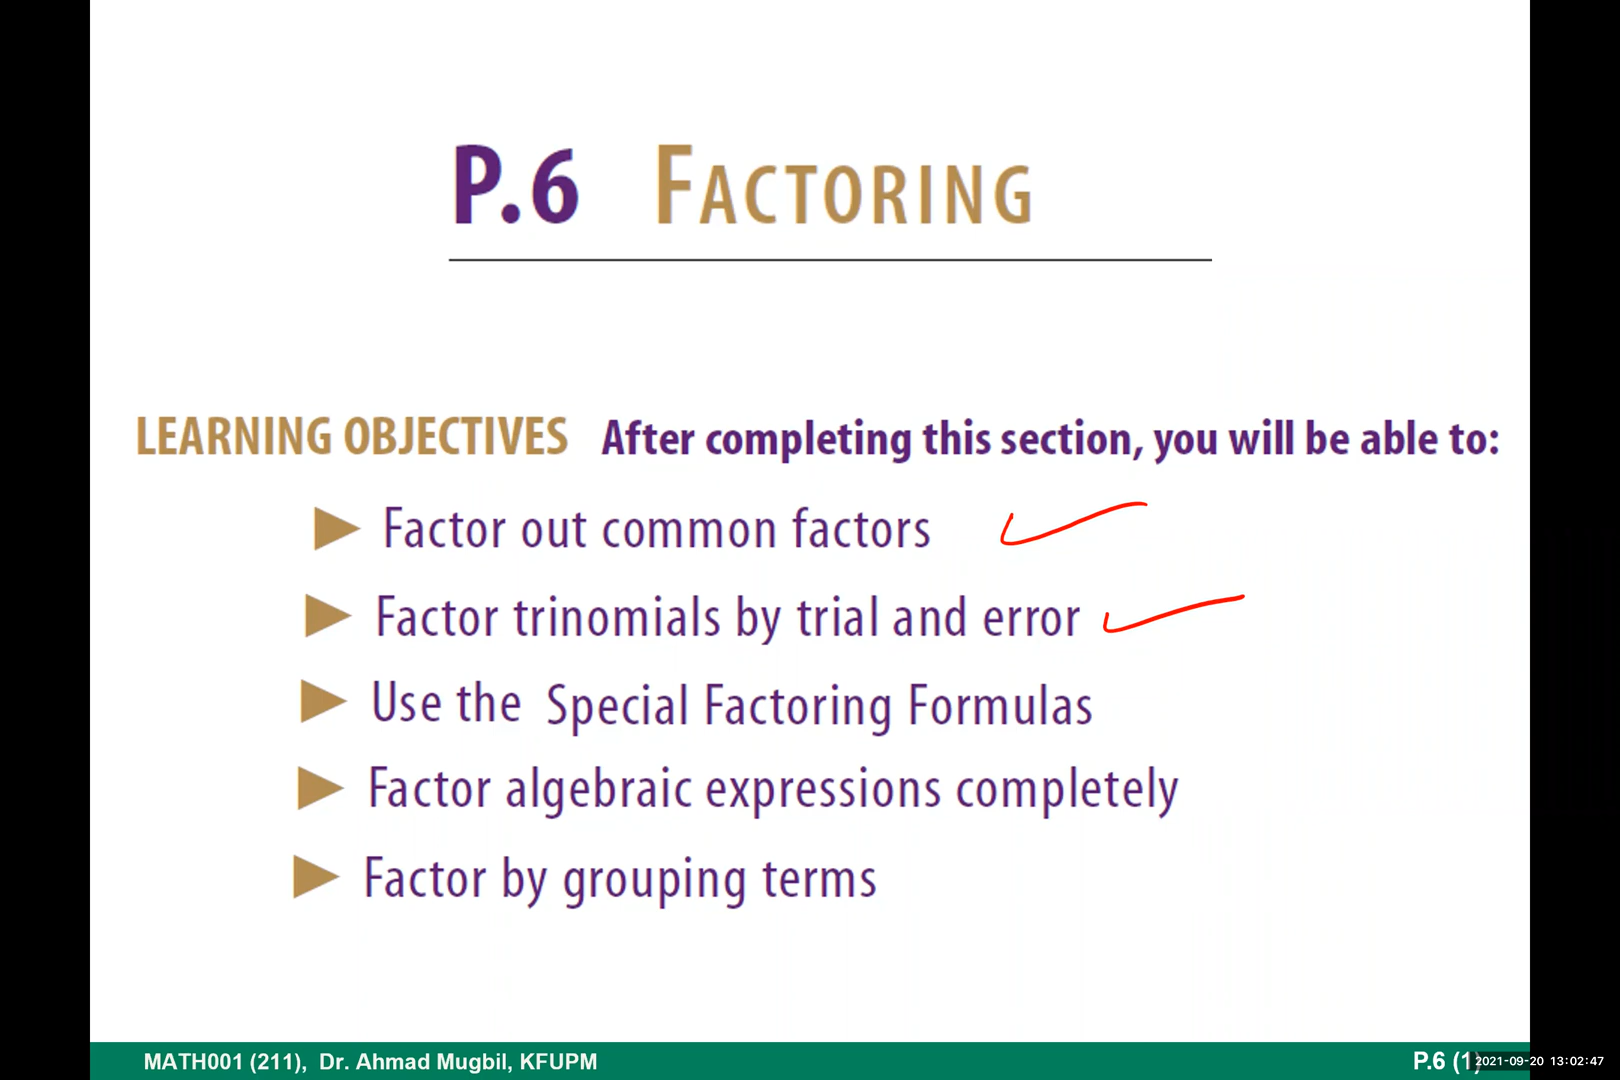 P.6 FACTORING
LEARNING OBJECTIVES After completing this section, you will be able to:
Factor out common factors
Factor trinomials by trial and error
Use the Special Factoring Formulas
Factor algebraic expressions completely
Factor by grouping terms
MATH001 (211), Dr. Ahmad Mugbil, KFUPM P.6 (1) 2021-09-20 13:02:47